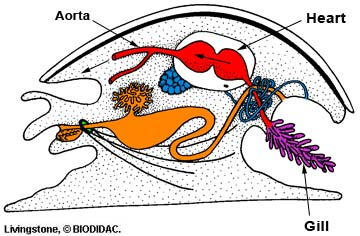 Aorta
Heart
Gill
Livingstone, © BIODIDAC.